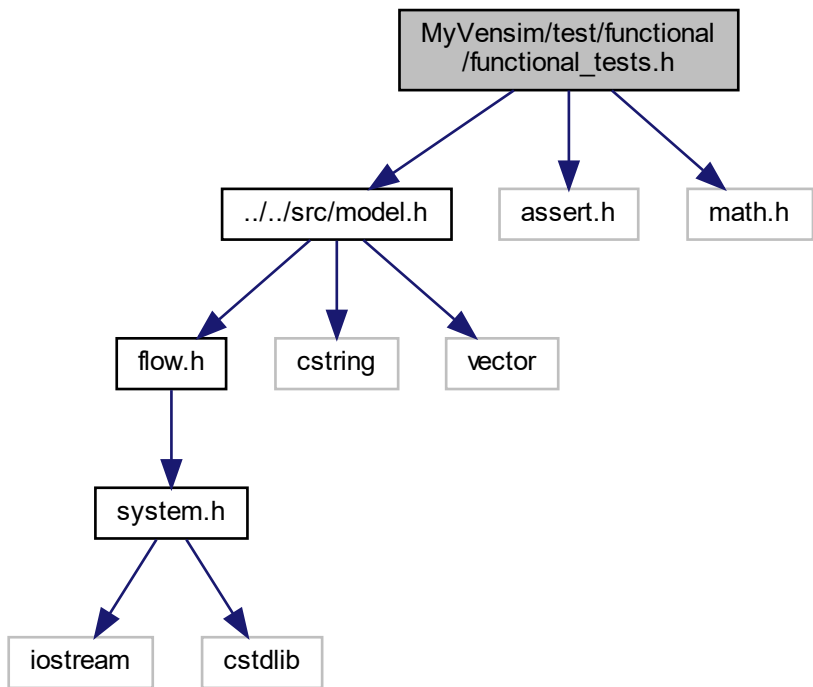 MyVensim/test/functional
/functional_tests.h
../../src/model.h
assert.h
math.h
flow.h
cstring
vector
system.h
iostream
cstdlib